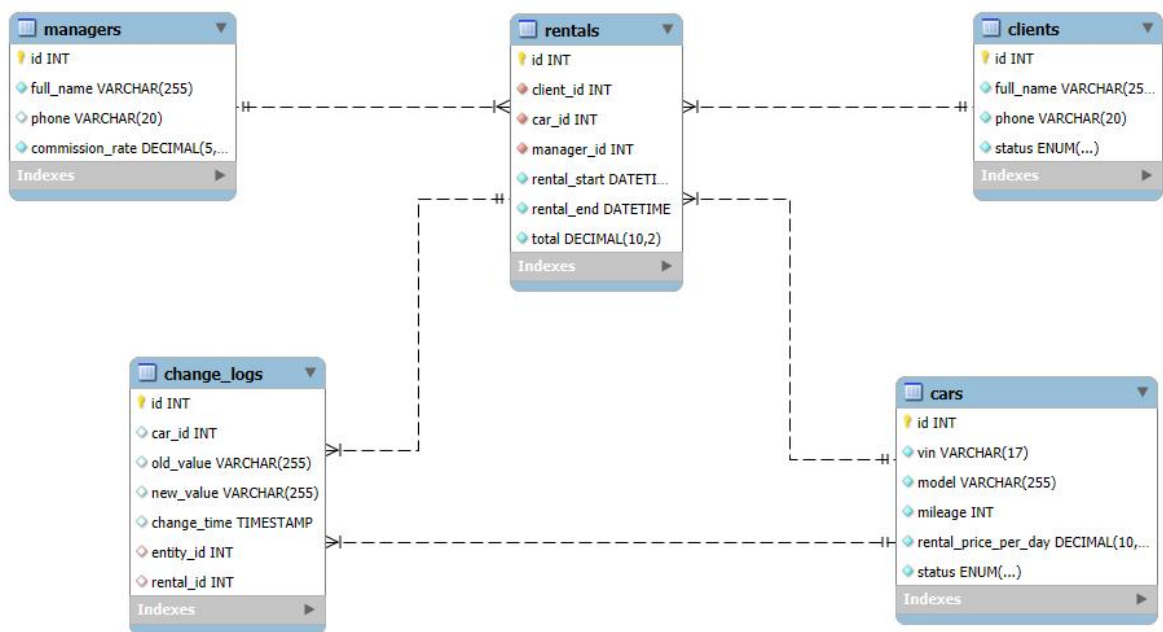 managers
id INT
full_name VARCHAR(255)
phone VARCHAR(20)
commission_rate DECIMAL(5,...
Indexes
rentals
id INT
client_id INT
car_id INT
manager_id INT
rental_start DATETI...
rental_end DATETIME
total DECIMAL(10,2)
Indexes
clients
id INT
full_name VARCHAR(25...
phone VARCHAR(20)
status ENUM(...)
Indexes
change_logs
id INT
car_id INT
old_value VARCHAR(255)
new_value VARCHAR(255)
change_time TIMESTAMP
entity_id INT
rental_id INT
Indexes
cars
id INT
vin VARCHAR(17)
model VARCHAR(255)
mileage INT
rental_price_per_day DECIMAL(10,...
status ENUM(...)
Indexes